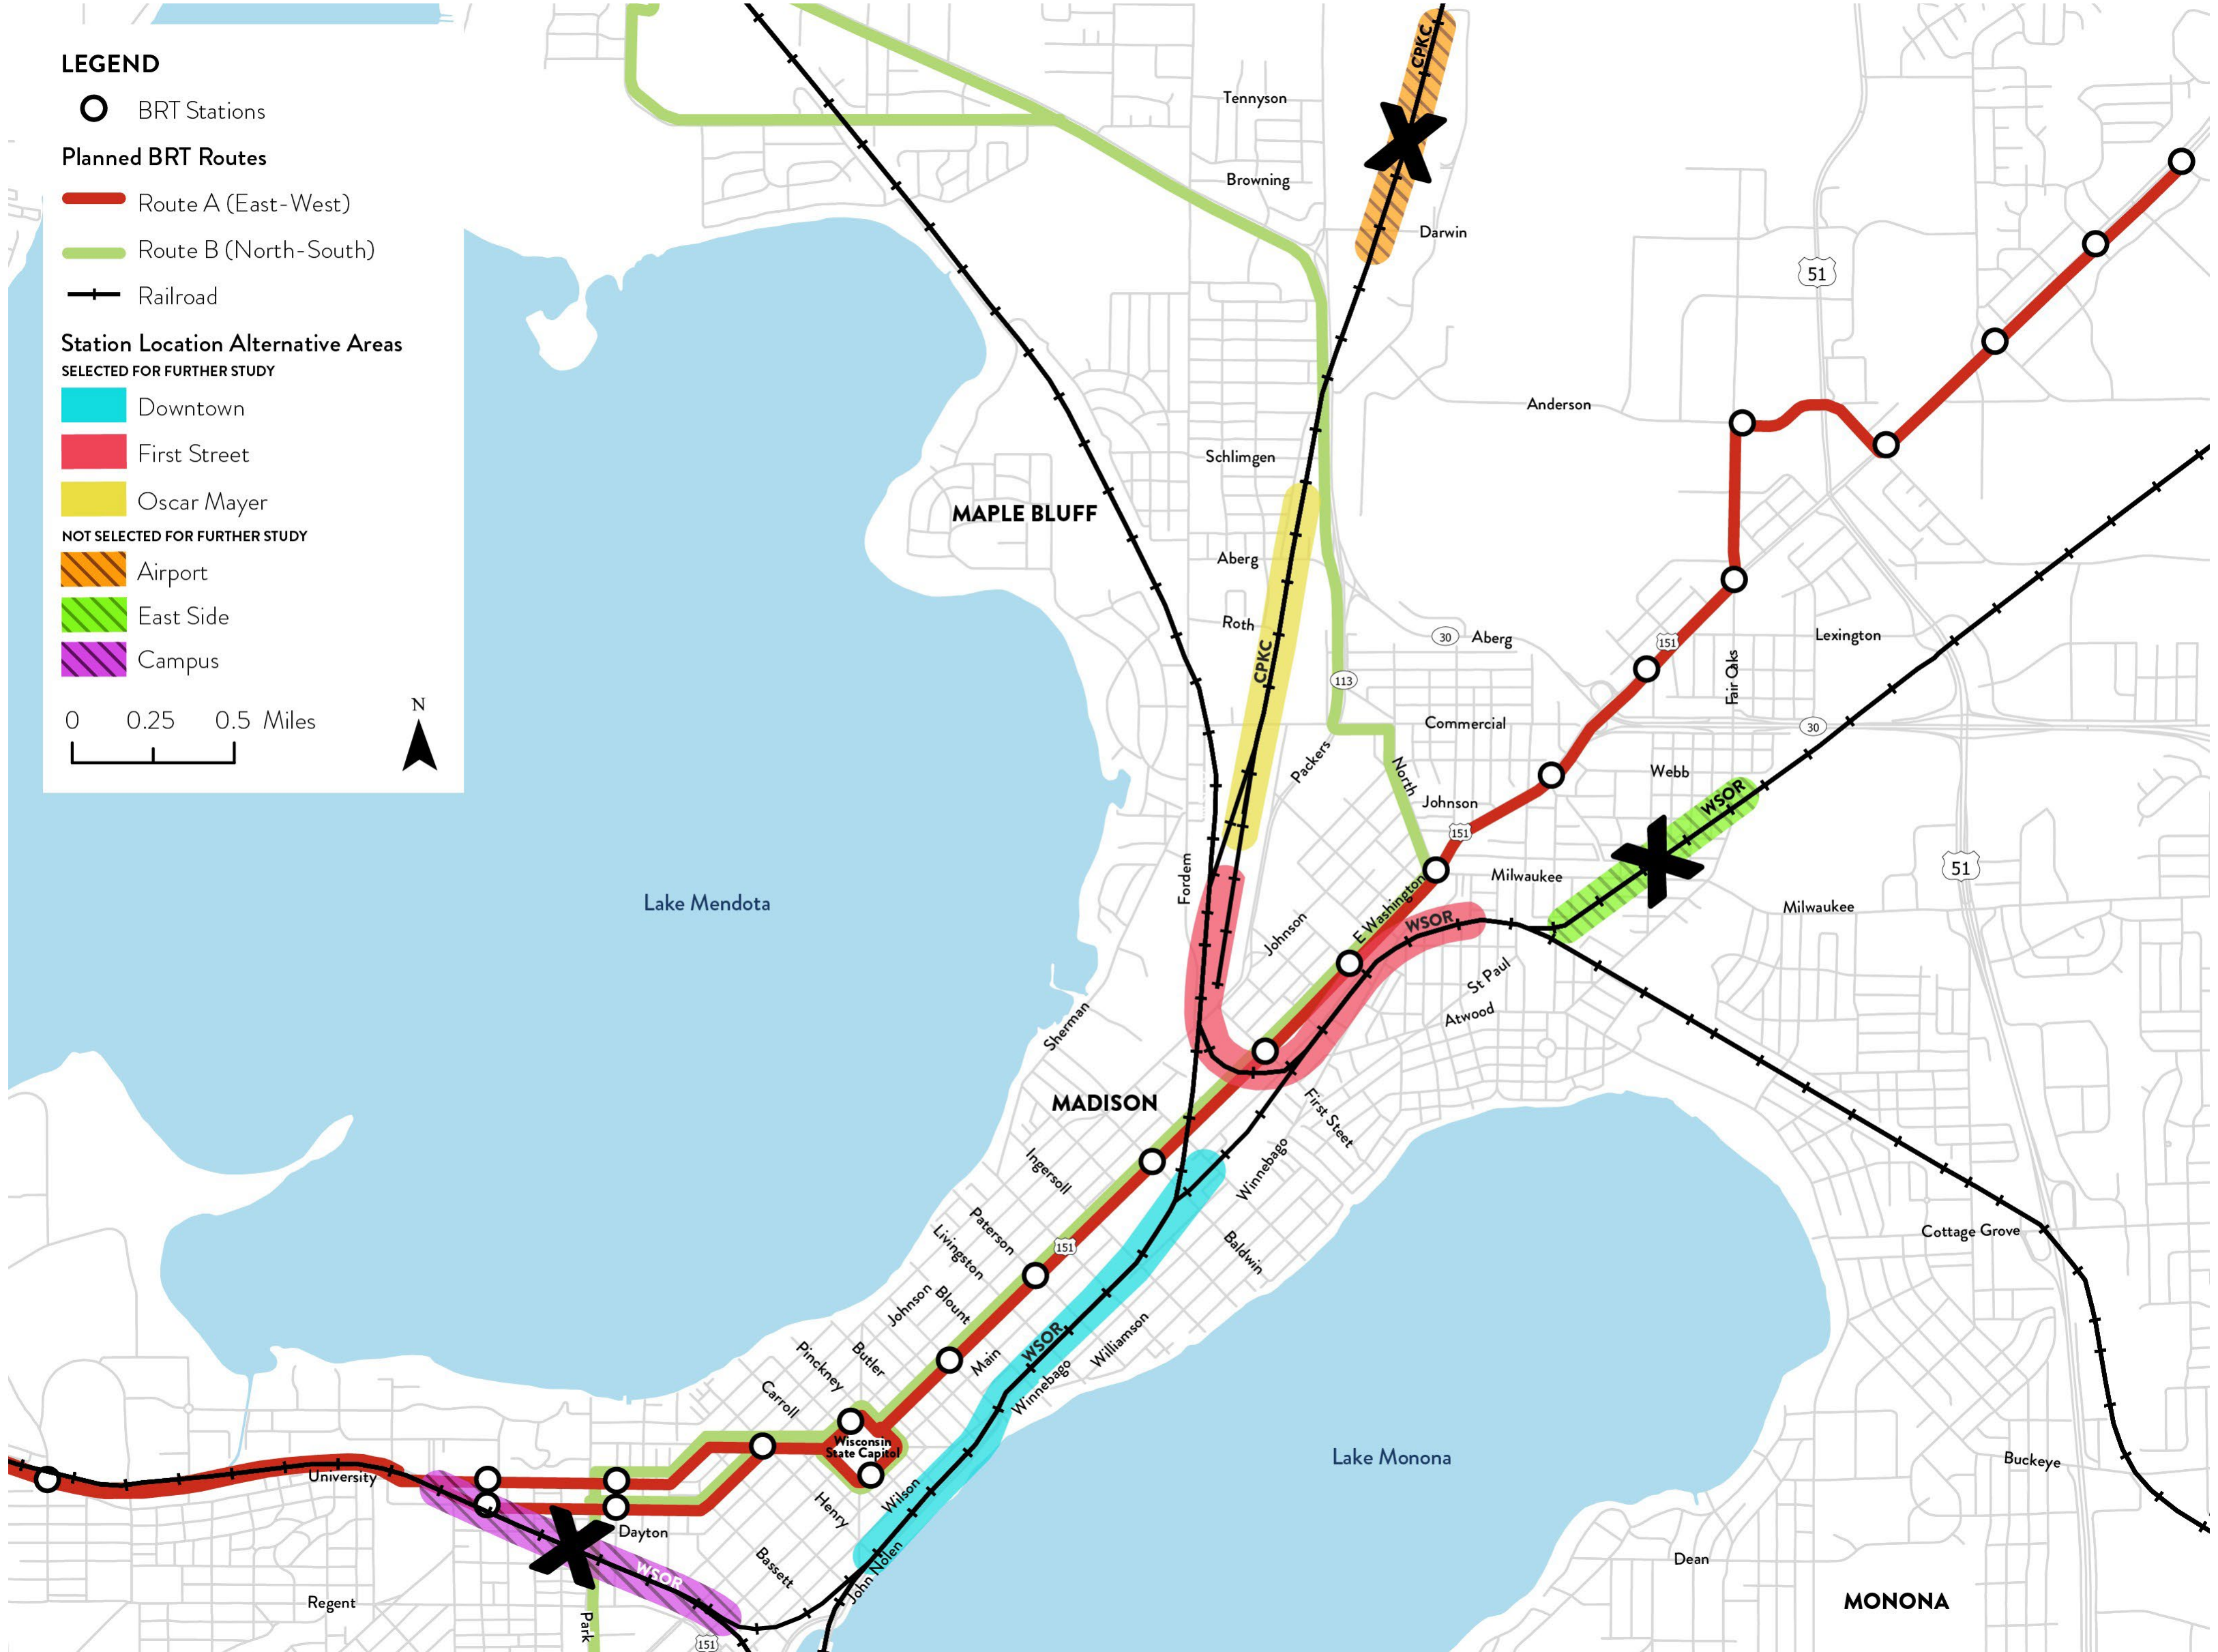 LEGEND
BRT Stations
Planned BRT Routes
Route A (East-West)
Route B (North-South)
Railroad
Station Location Alternative Areas
SELECTED FOR FURTHER STUDY
Downtown
First Street
Oscar Mayer
NOT SELECTED FOR FURTHER STUDY
Airport
East Side
Campus
0 0.25 0.5 Miles
N
CPKC
Tennyson
Browning
Darwin
51
Anderson
Schlimgen
MAPLE BLUFF
Aberg
Roth
30 Aberg
Lexington
151
Fair Oaks
CPKC
113
Commercial
30
Packers
North
Webb
Johnson
151
WSOR
Fordem
Milwaukee
51
Lake Mendota
E Washington
Milwaukee
Johnson
WSOR
St Paul
Atwood
Sherman
MADISON
First Steet
Ingersoll
Winnebago
Paterson
Livingston
151
Baldwin
Cottage Grove
Johnson
Blount
Main
WSOR
Williamson
Winnebago
Pinckney
Butler
Carroll
Wisconsin
State Capitol
Lake Monona
Buckeye
University
Wilson
Henry
Dayton
John Nolen
Bassett
WSOR
Dean
Regent
Park
MONONA
151